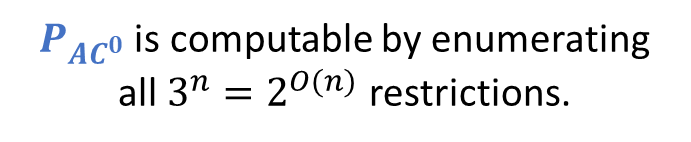 P_{AC^0} is computable by enumerating
all 3^n = 2^{O(n)} restrictions.